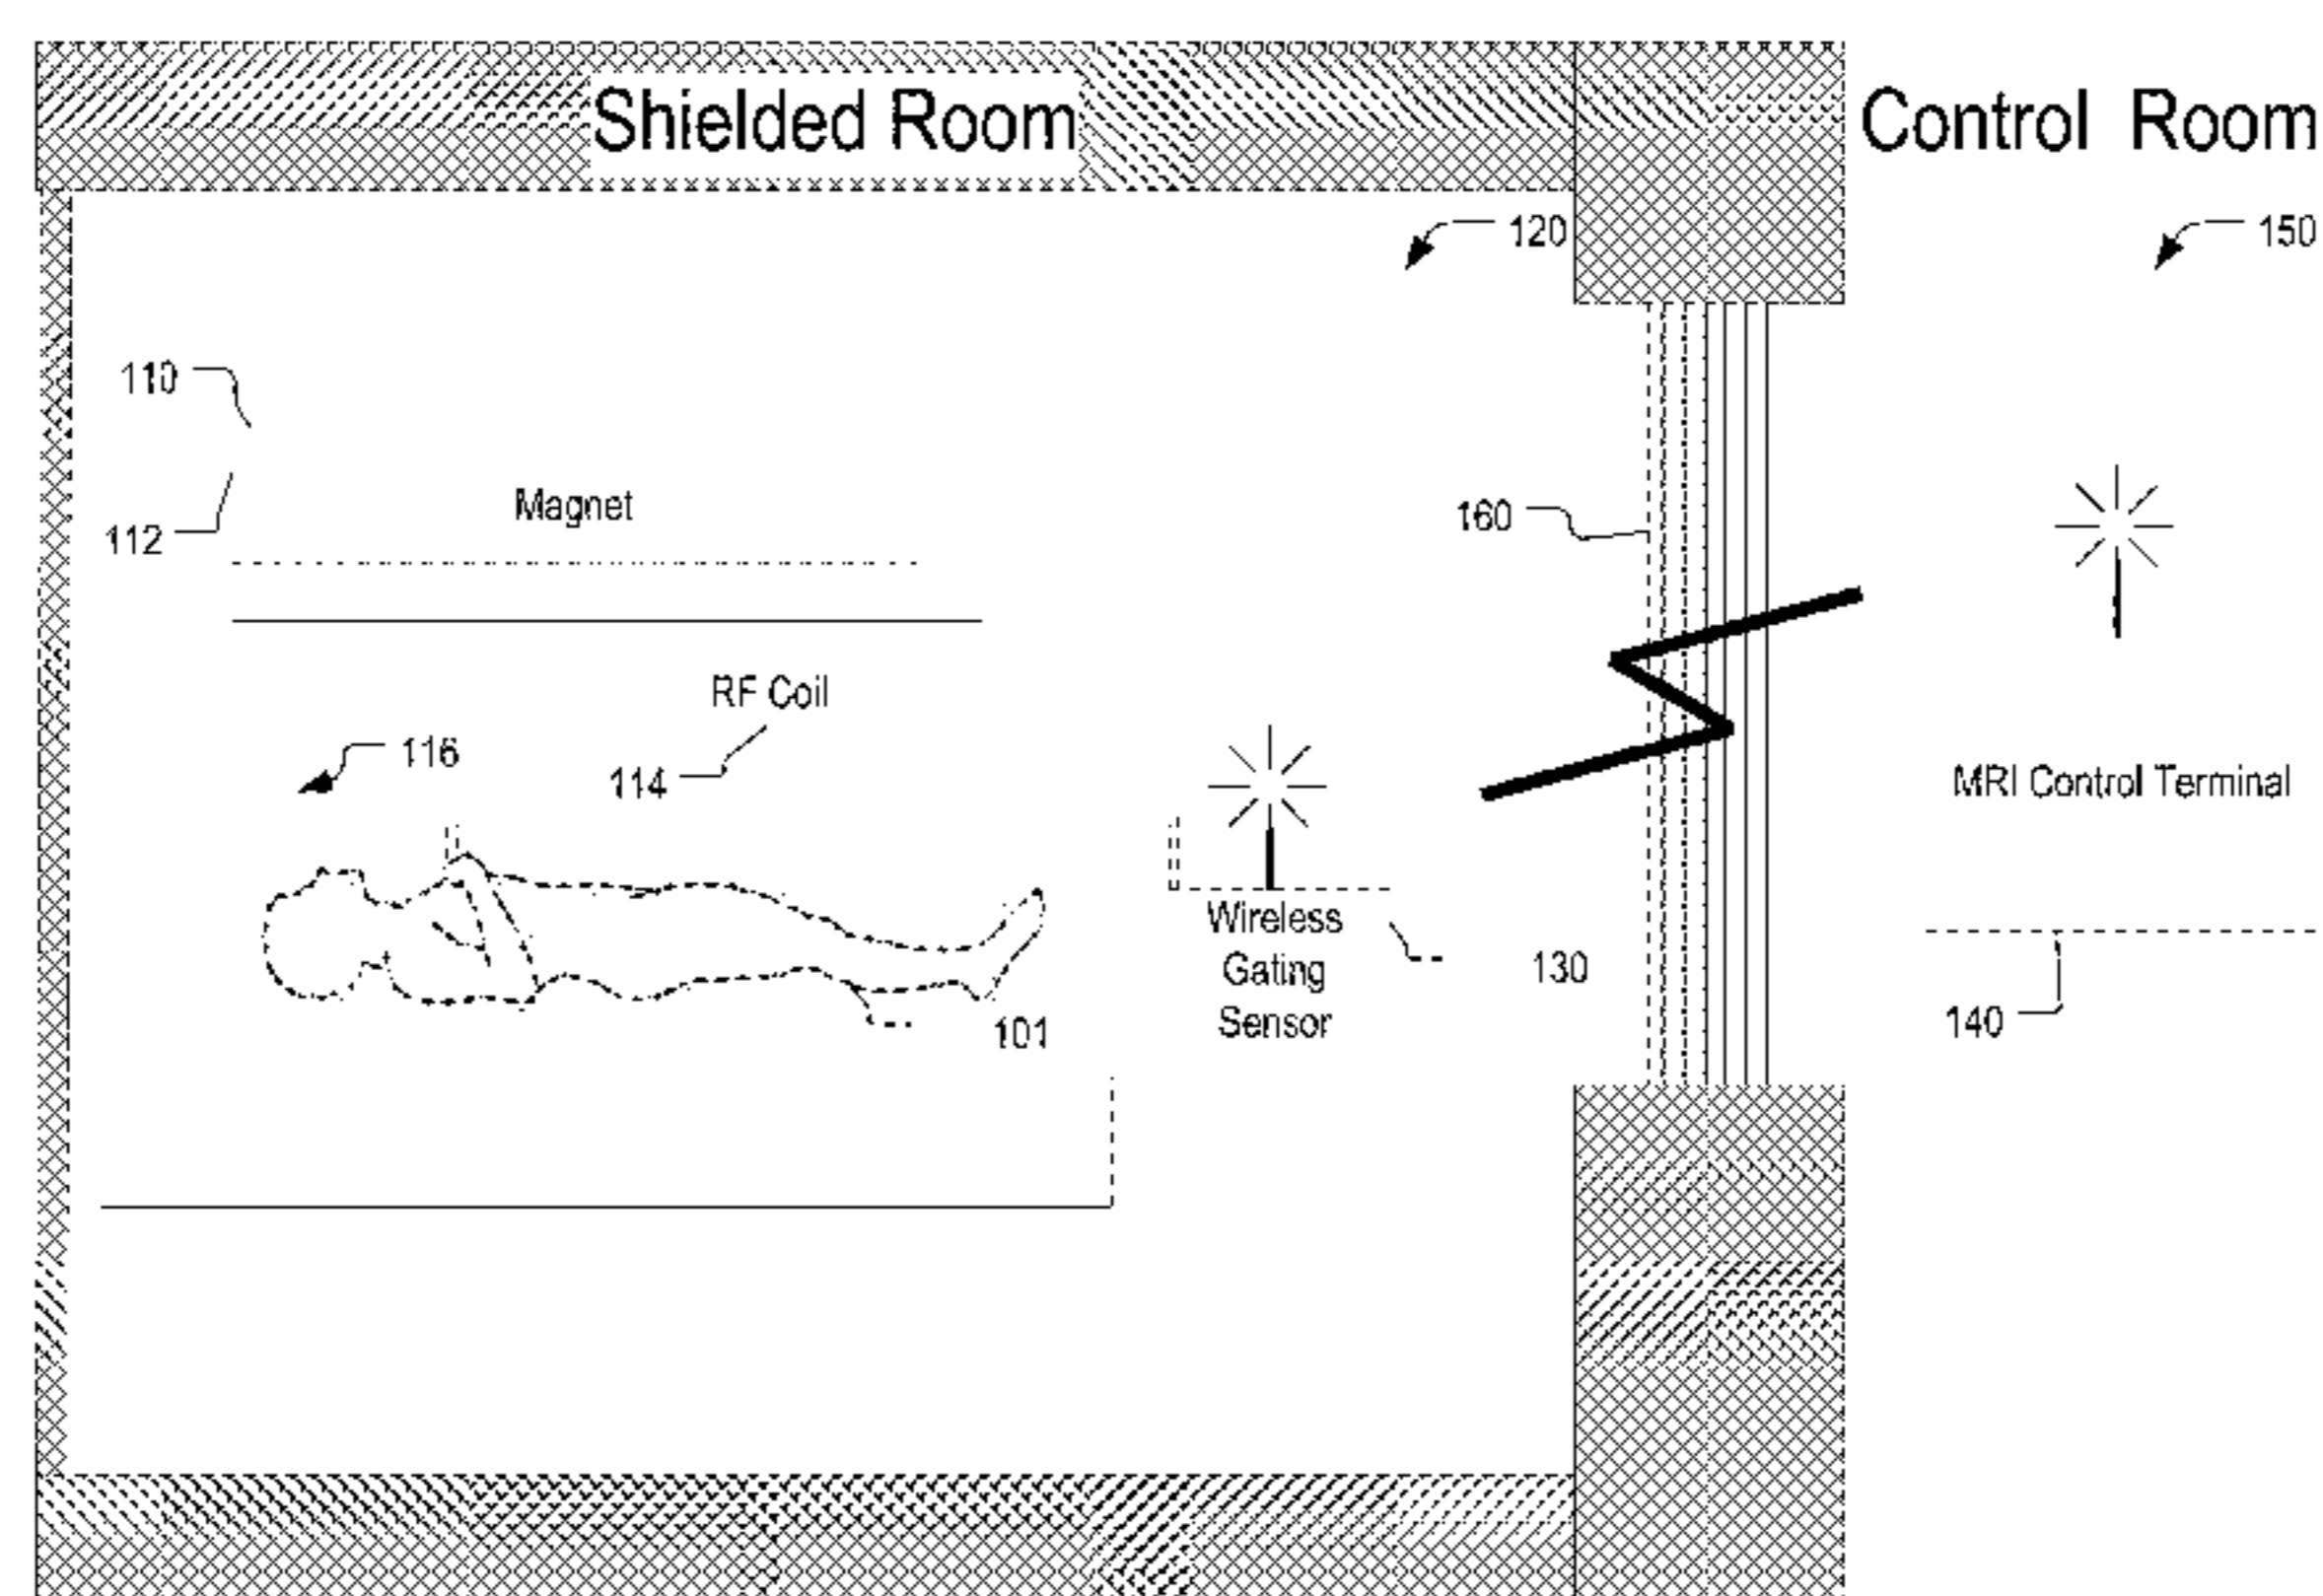 Shielded Room
Control Room
120
150
110
Magnet
112
160
RF Coil
116
114
MRI Control Terminal
Wireless
Gating
Sensor
130
101
140